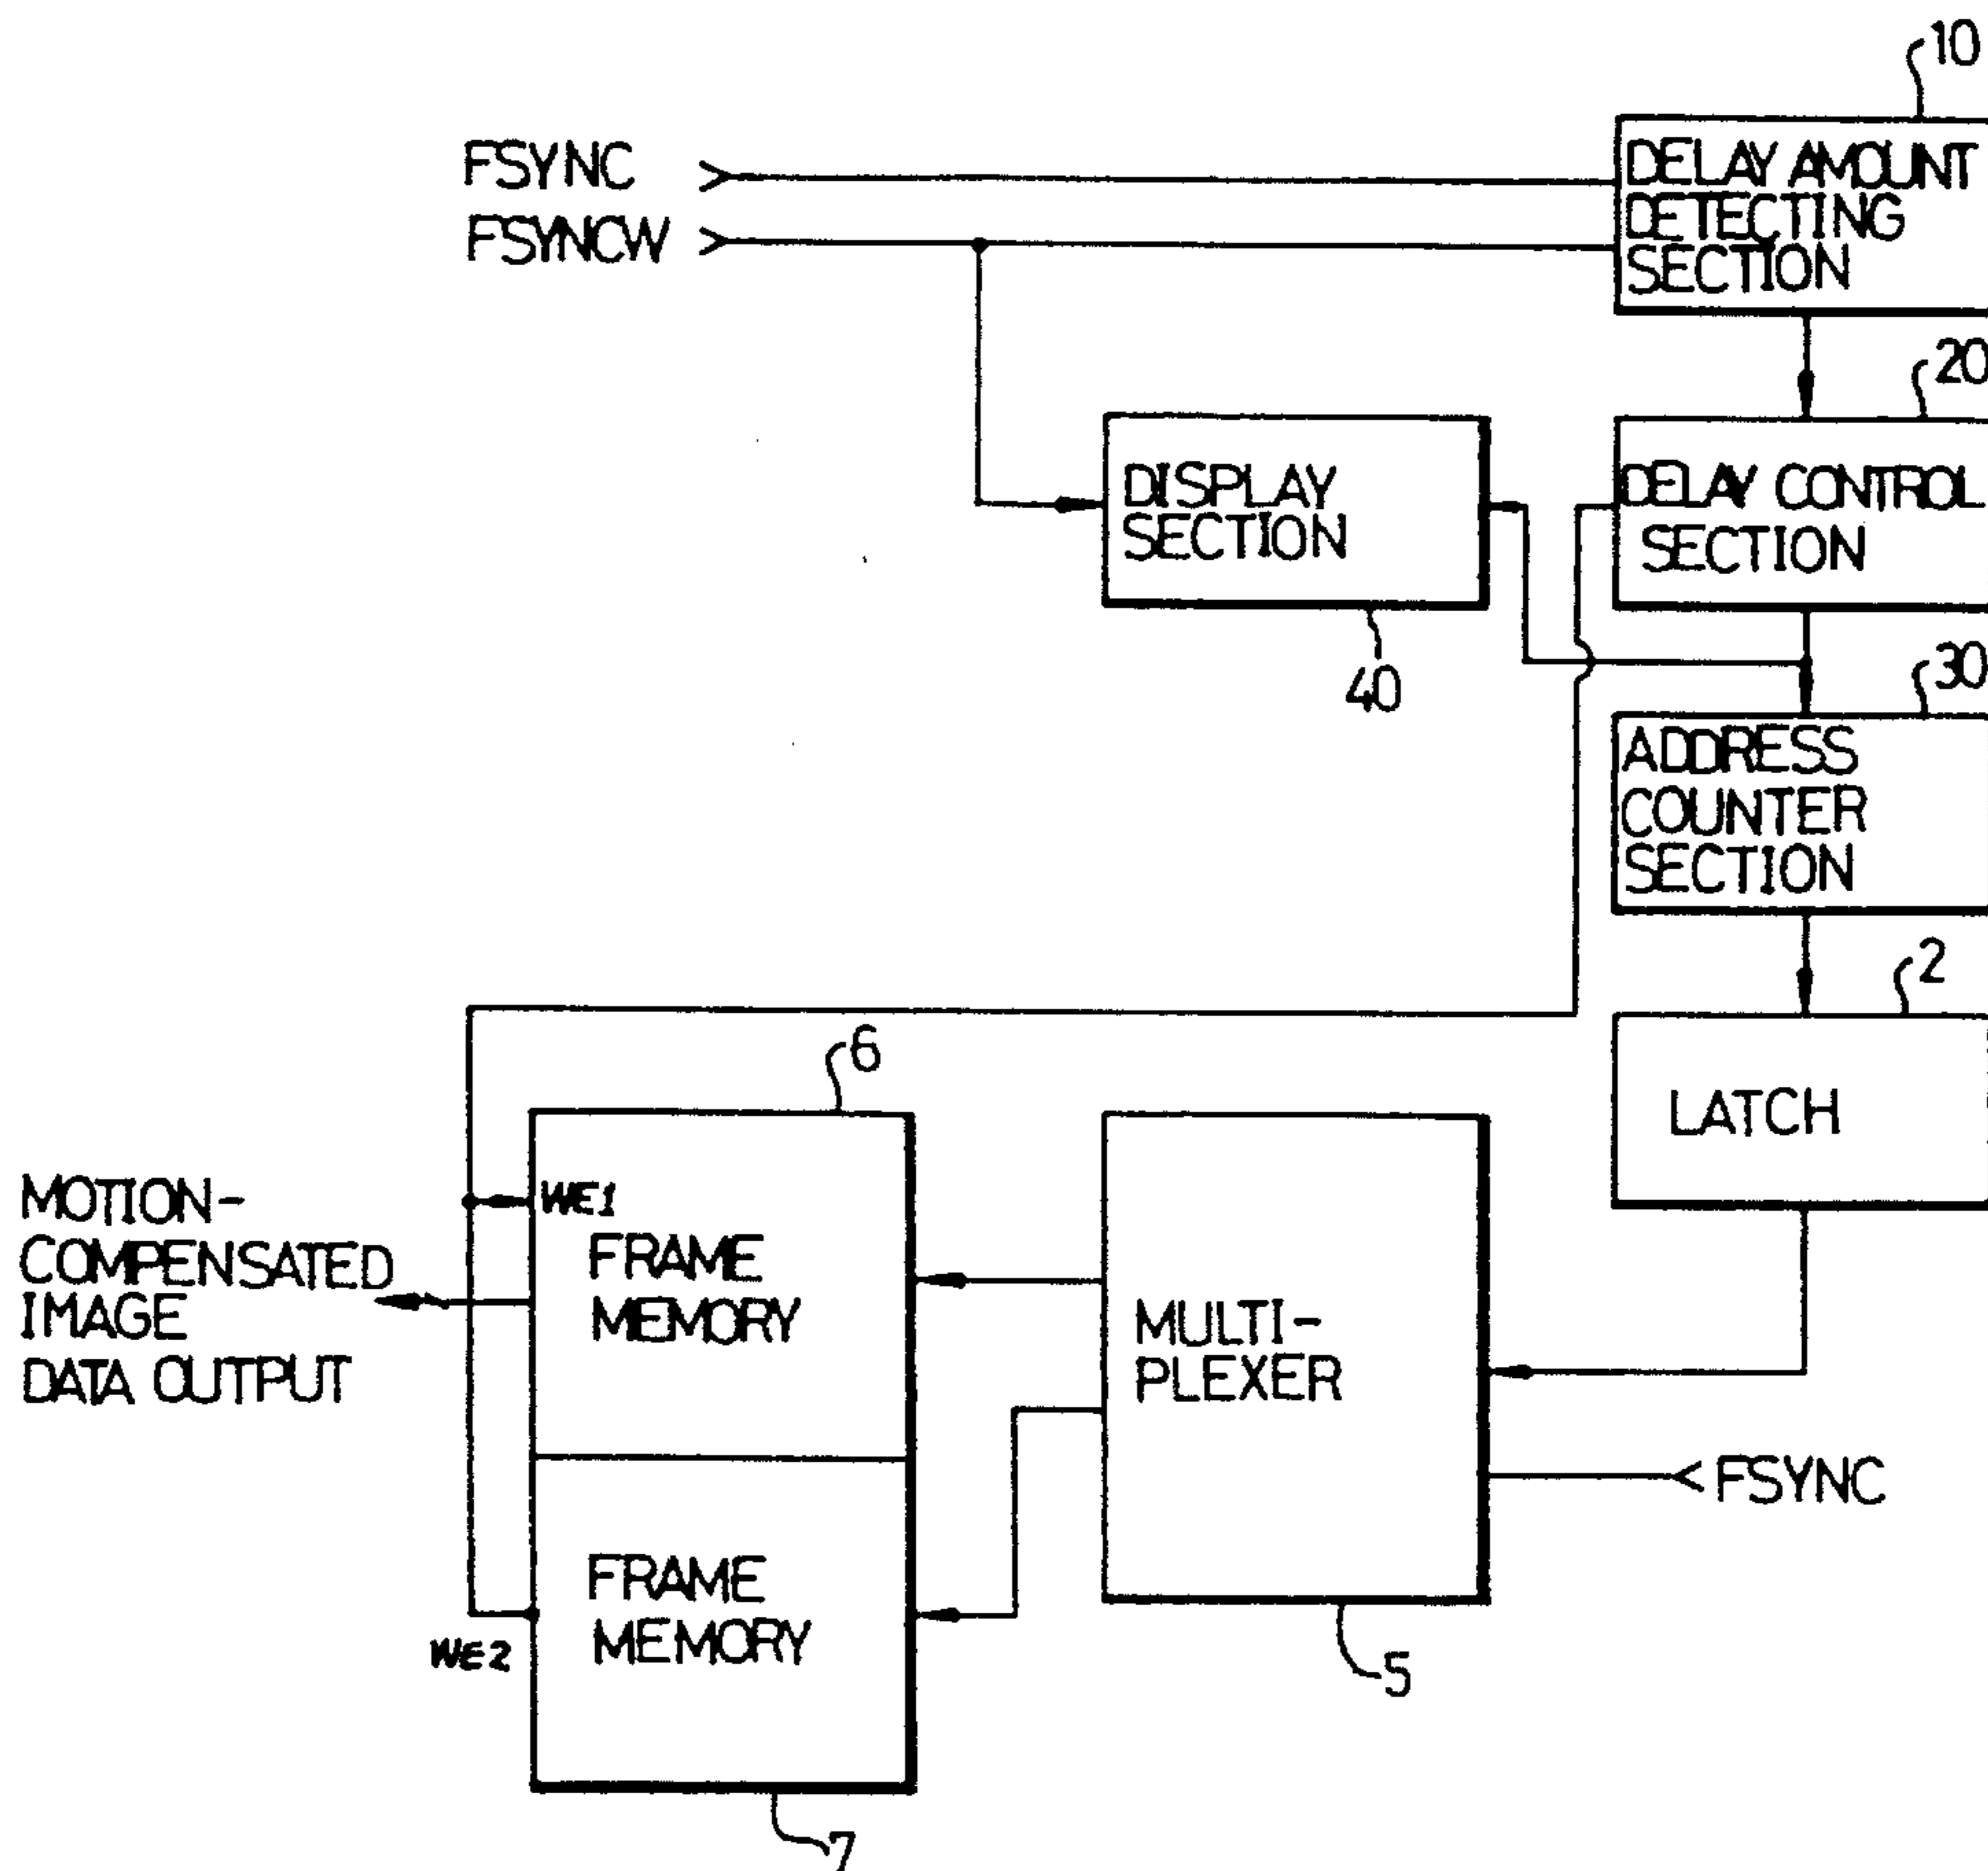 10
FSYNC
FSYNCW
DELAY AMOUNT
DETECTING
SECTION
20
DISPLAY
SECTION
40
DELAY CONTROL
SECTION
30
ADDRESS
COUNTER
SECTION
2
LATCH
6
WE1
FRAME
MEMORY
MOTION-
COMPENSATED
IMAGE
DATA OUTPUT
MULTI-
PLEXER
FSYNC
FRAME
MEMORY
WE2
5
7